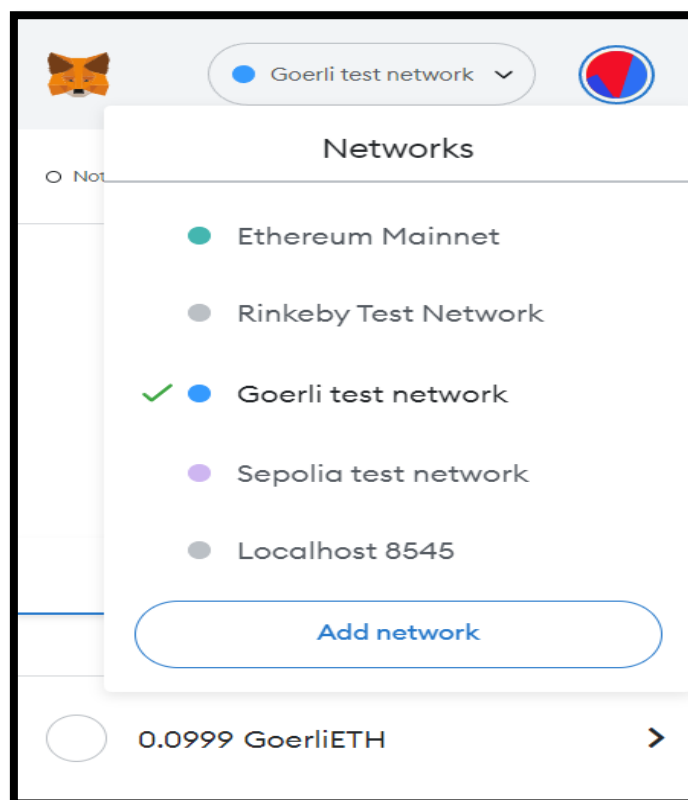 Goerli test network
Networks
Not
Ethereum Mainnet
Rinkeby Test Network
Goerli test network
Sepolia test network
Localhost 8545
Add network
0.0999 GoerliETH